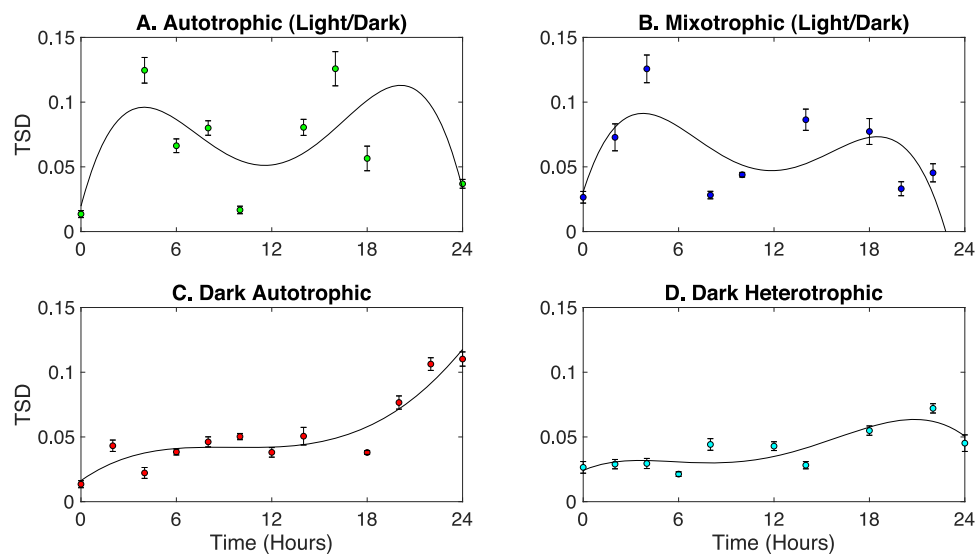 A. Autotrophic (Light/Dark)
B. Mixotrophic (Light/Dark)
0.15
0.1
0.05
0
TSD
0 6 12 18 24
0.15
0.1
0.05
0
0 6 12 18 24
C. Dark Autotrophic
D. Dark Heterotrophic
0.15
0.1
0.05
0
TSD
0 6 12 18 24
Time (Hours)
0.15
0.1
0.05
0
0 6 12 18 24
Time (Hours)